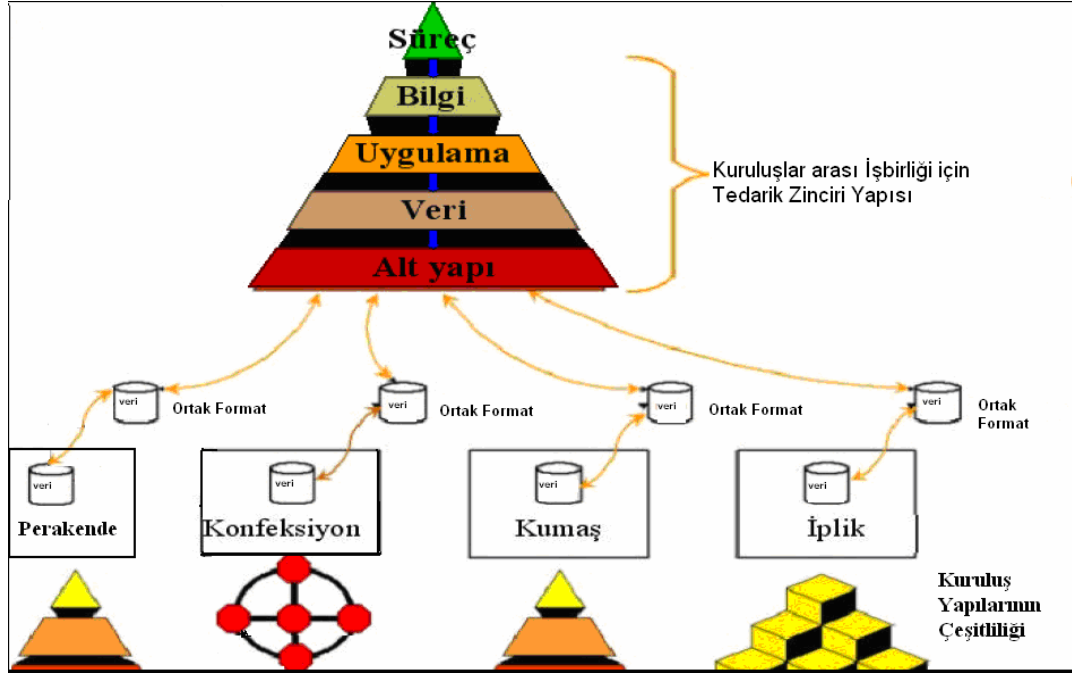 Süreç
Bilgi
Uygulama
Veri
Alt yapı
Kuruluşlar arası İşbirliği için
Tedarik Zinciri Yapısı
veri
Ortak Format
veri
Ortak Format
veri
Ortak Format
veri
Ortak
Format
veri
Perakende
veri
Konfeksiyon
veri
Kumaş
veri
İplik
Kuruluş
Yapılarının
Çeşitliliği